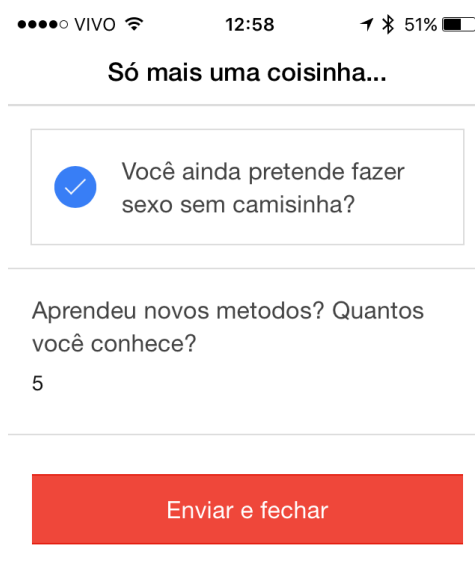 VIVO 12:58 51%
Só mais uma coisinha...
Você ainda pretende fazer
sexo sem camisinha?
Aprendeu novos metodos? Quantos
você conhece?
5
Enviar e fechar